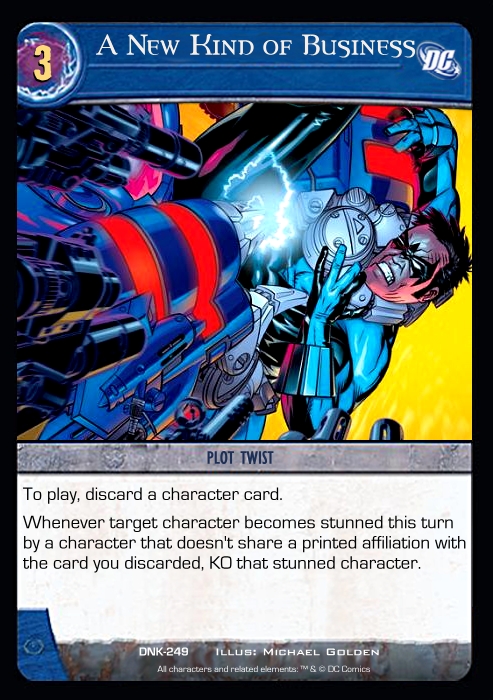 3
A New Kind of Business
DC
PLOT TWIST
To play, discard a character card.
Whenever target character becomes stunned this turn
by a character that doesn't share a printed affiliation with
the card you discarded, KO that stunned character.
DNK-249 Illus: Michael Golden
All characters and related elements: ™ & © DC Comics